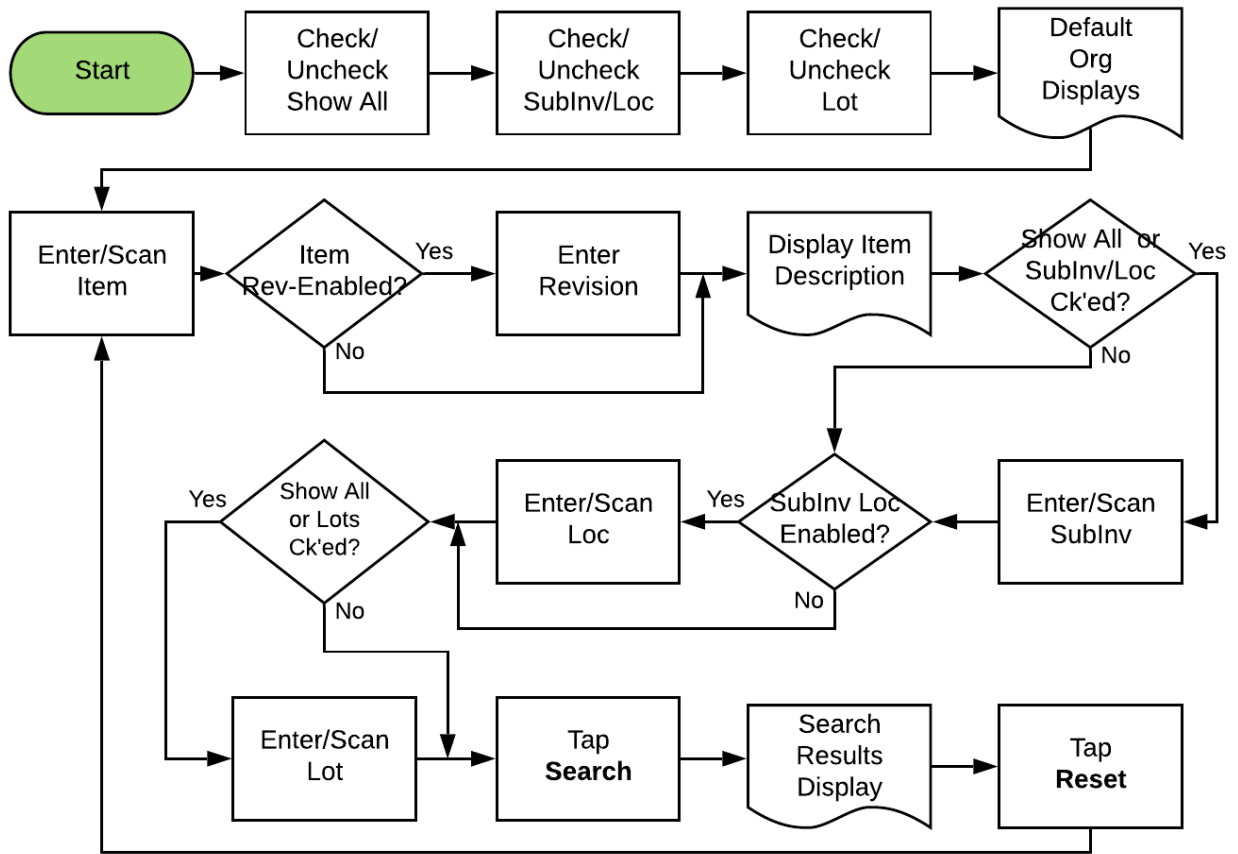 Start
Check/
Uncheck
Show All
Check/
Uncheck
SubInv/Loc
Check/
Uncheck
Lot
Default
Org
Displays
Enter/Scan
Item
Item
Rev-Enabled?
Yes
No
Enter
Revision
Display Item
Description
Show All or
SubInv/Loc
Ck'ed?
Yes
No
Yes
Show All
or Lots
Ck'ed?
No
Enter/Scan
Loc
Yes
SubInv Loc
Enabled?
No
Enter/Scan
SubInv
Enter/Scan
Lot
Tap
Search
Search
Results
Display
Tap
Reset